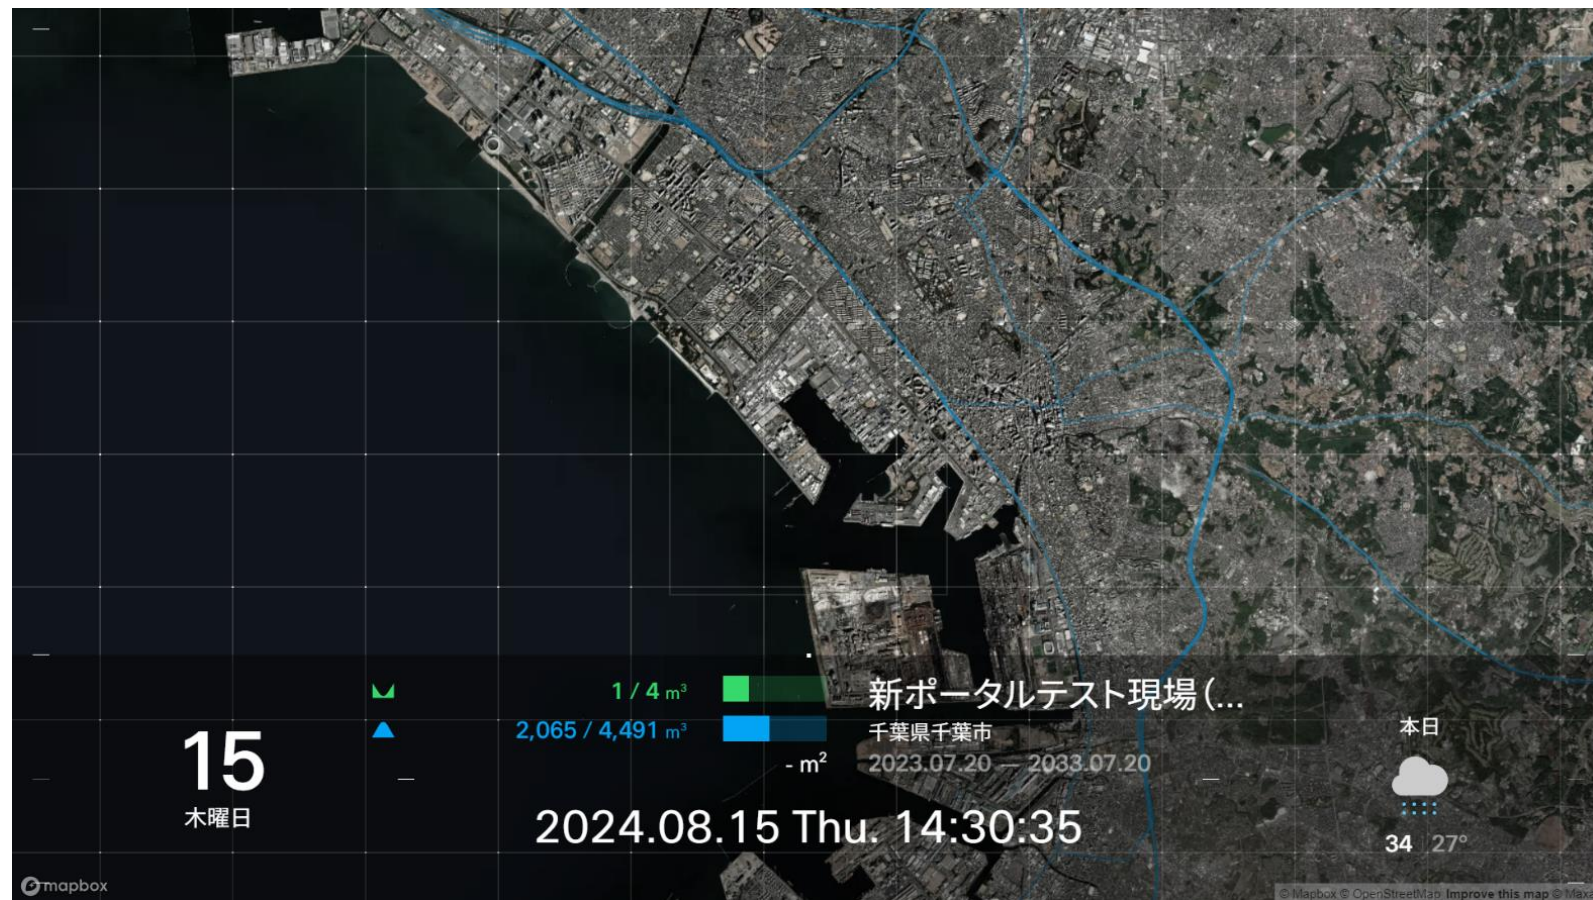 1 / 4 m³
2,065 / 4,491 m³
- m²
新ポータルテスト現場(...
千葉県千葉市
2023.07.20 — 2033.07.20
15
木曜日
2024.08.15 Thu. 14:30:35
本日
34 27°
mapbox
© Mapbox © OpenStreetMap Improve this map © Maxa